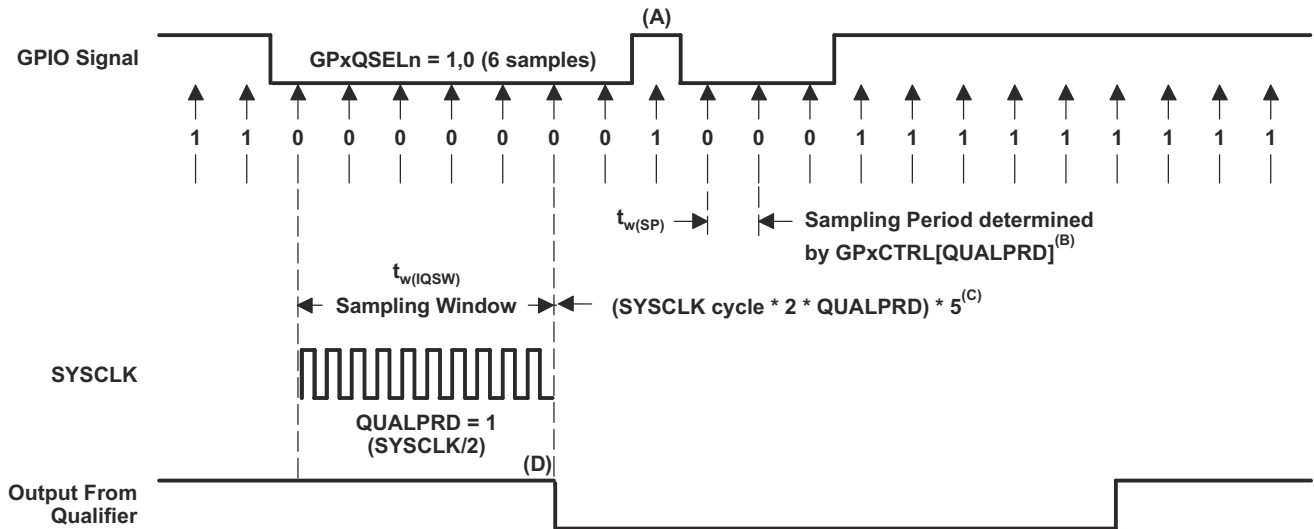 (A)
GPIO Signal
GPxQSELn = 1,0 (6 samples)
1 1 0 0 0 0 0 0 0 1 0 0 0 1 1 1 1 1 1 1 1 1
tw(SP)
Sampling Period determined
by GPxCTRL[QUALPRD](B)
tw(IQSW)
Sampling Window
(SYSCLK cycle * 2 * QUALPRD) * 5(C)
SYSCLK
QUALPRD = 1
(SYSCLK/2)
(D)
Output From
Qualifier